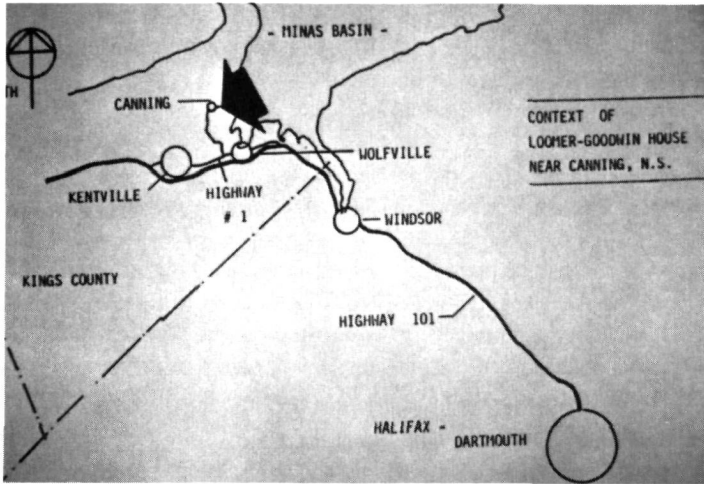 - MINAS BASIN -
TH
CANNING
CONTEXT OF
LOOMER-GOODWIN HOUSE
NEAR CANNING, N.S.
WOLFVILLE
KENTVILLE
HIGHWAY
# 1
WINDSOR
KINGS COUNTY
HIGHWAY 101
HALIFAX -
DARTMOUTH